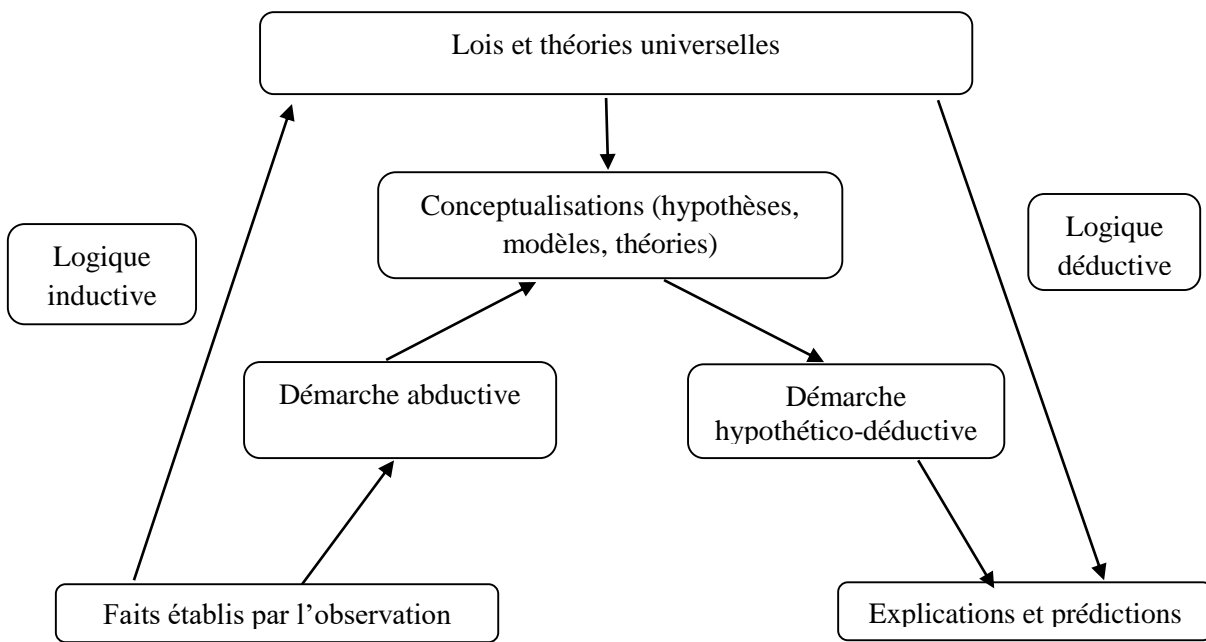 Lois et théories universelles
Conceptualisations (hypothèses,
modèles, théories)
Logique
inductive
Logique
déductive
Démarche abductive
Démarche
hypothético-déductive
Faits établis par l’observation
Explications et prédictions